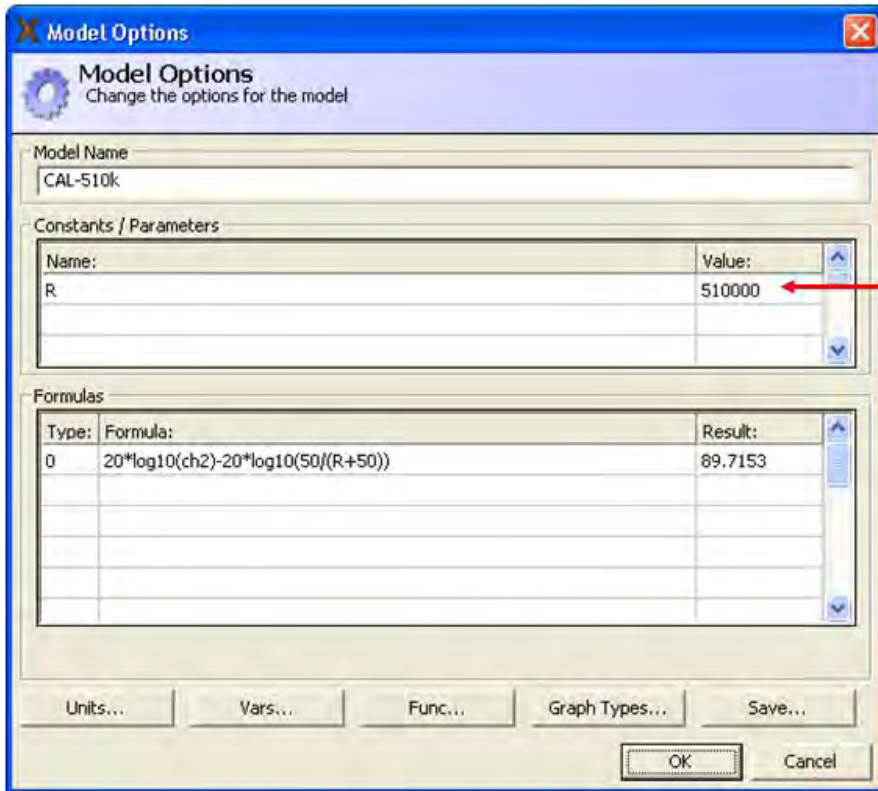 Model Options
Model Options
Change the options for the model
Model Name
CAL-510k
Constants / Parameters
Name: Value:
R 510000
Formulas
Type: Formula: Result:
0 20*log10(ch2)-20*log10(50/(R+50)) 89.7153
Units... Vars... Func... Graph Types... Save...
OK Cancel